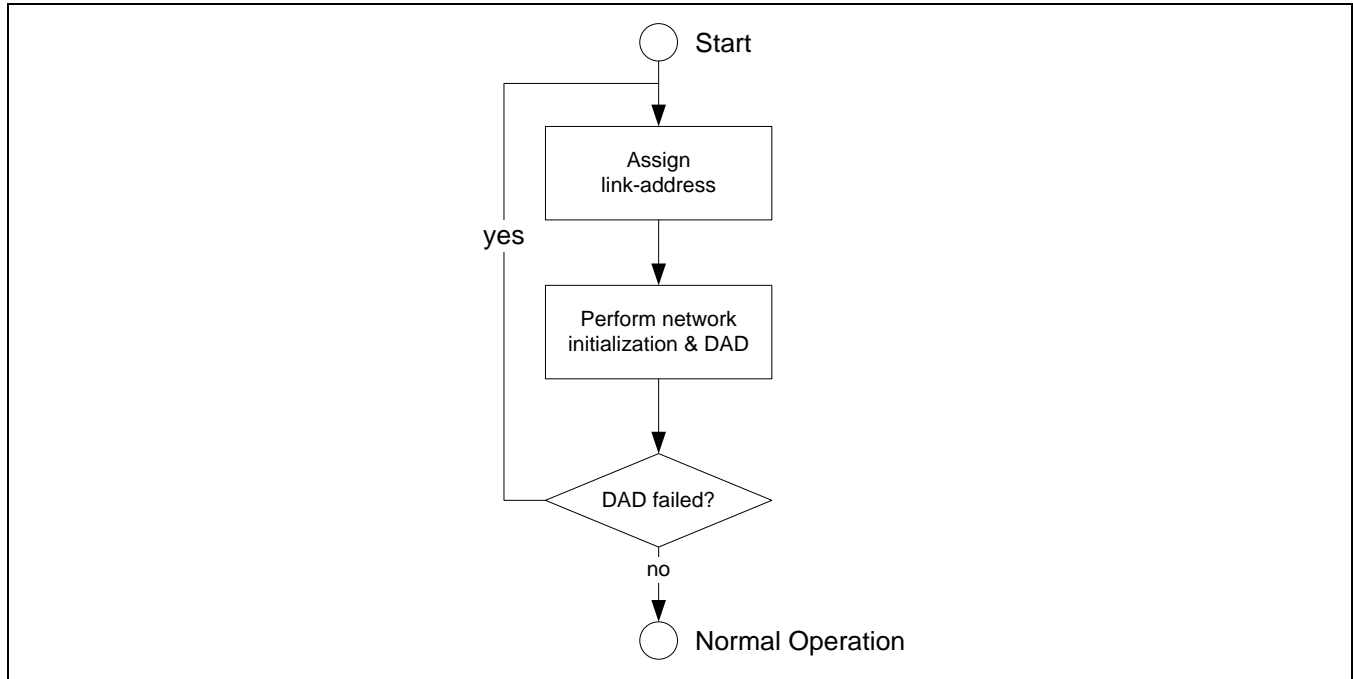 Start
Assign
link-address
yes
Perform network
initialization & DAD
DAD failed?
no
Normal Operation